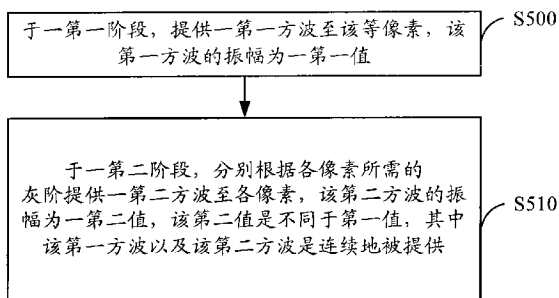 于一第一阶段，提供一第一方波至该等像素，该
第一方波的振幅为一第一值
S500
于一第二阶段，分别根据各像素所需的
灰阶提供一第二方波至各像素，该第二方波的振
幅为一第二值，该第二值是不同于第一值，其中
该第一方波以及该第二方波是连续地被提供
S510